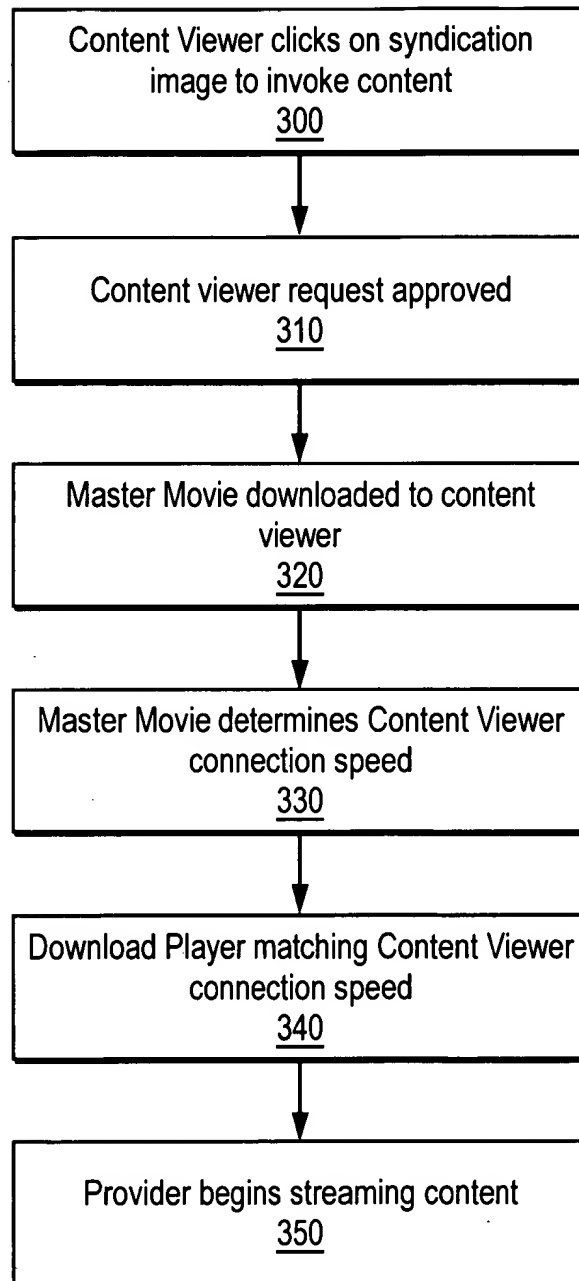 Content Viewer clicks on syndication
image to invoke content
300
Content viewer request approved
310
Master Movie downloaded to content
viewer
320
Master Movie determines Content Viewer
connection speed
330
Download Player matching Content Viewer
connection speed
340
Provider begins streaming content
350